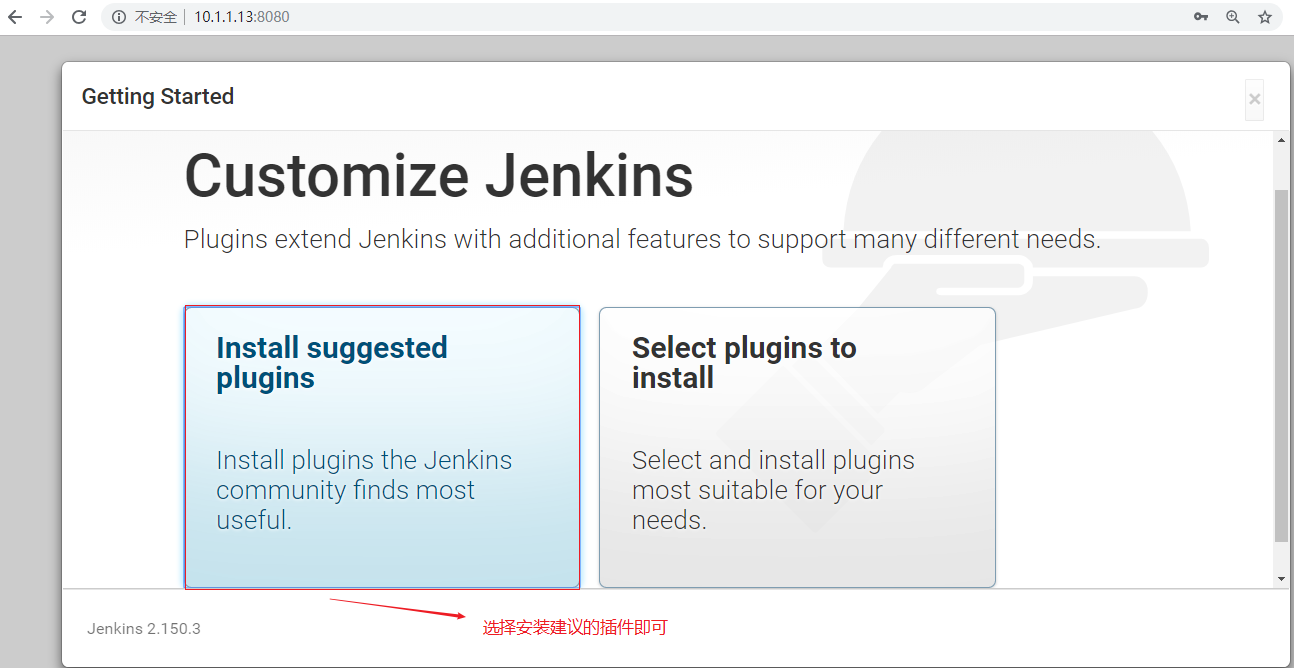 不安全 10.1.1.13:8080
Getting Started
×
Customize Jenkins
Plugins extend Jenkins with additional features to support many different needs.
Install suggested
plugins
Install plugins the Jenkins
community finds most
useful.
Select plugins to
install
Select and install plugins
most suitable for your
needs.
Jenkins 2.150.3
选择安装建议的插件即可